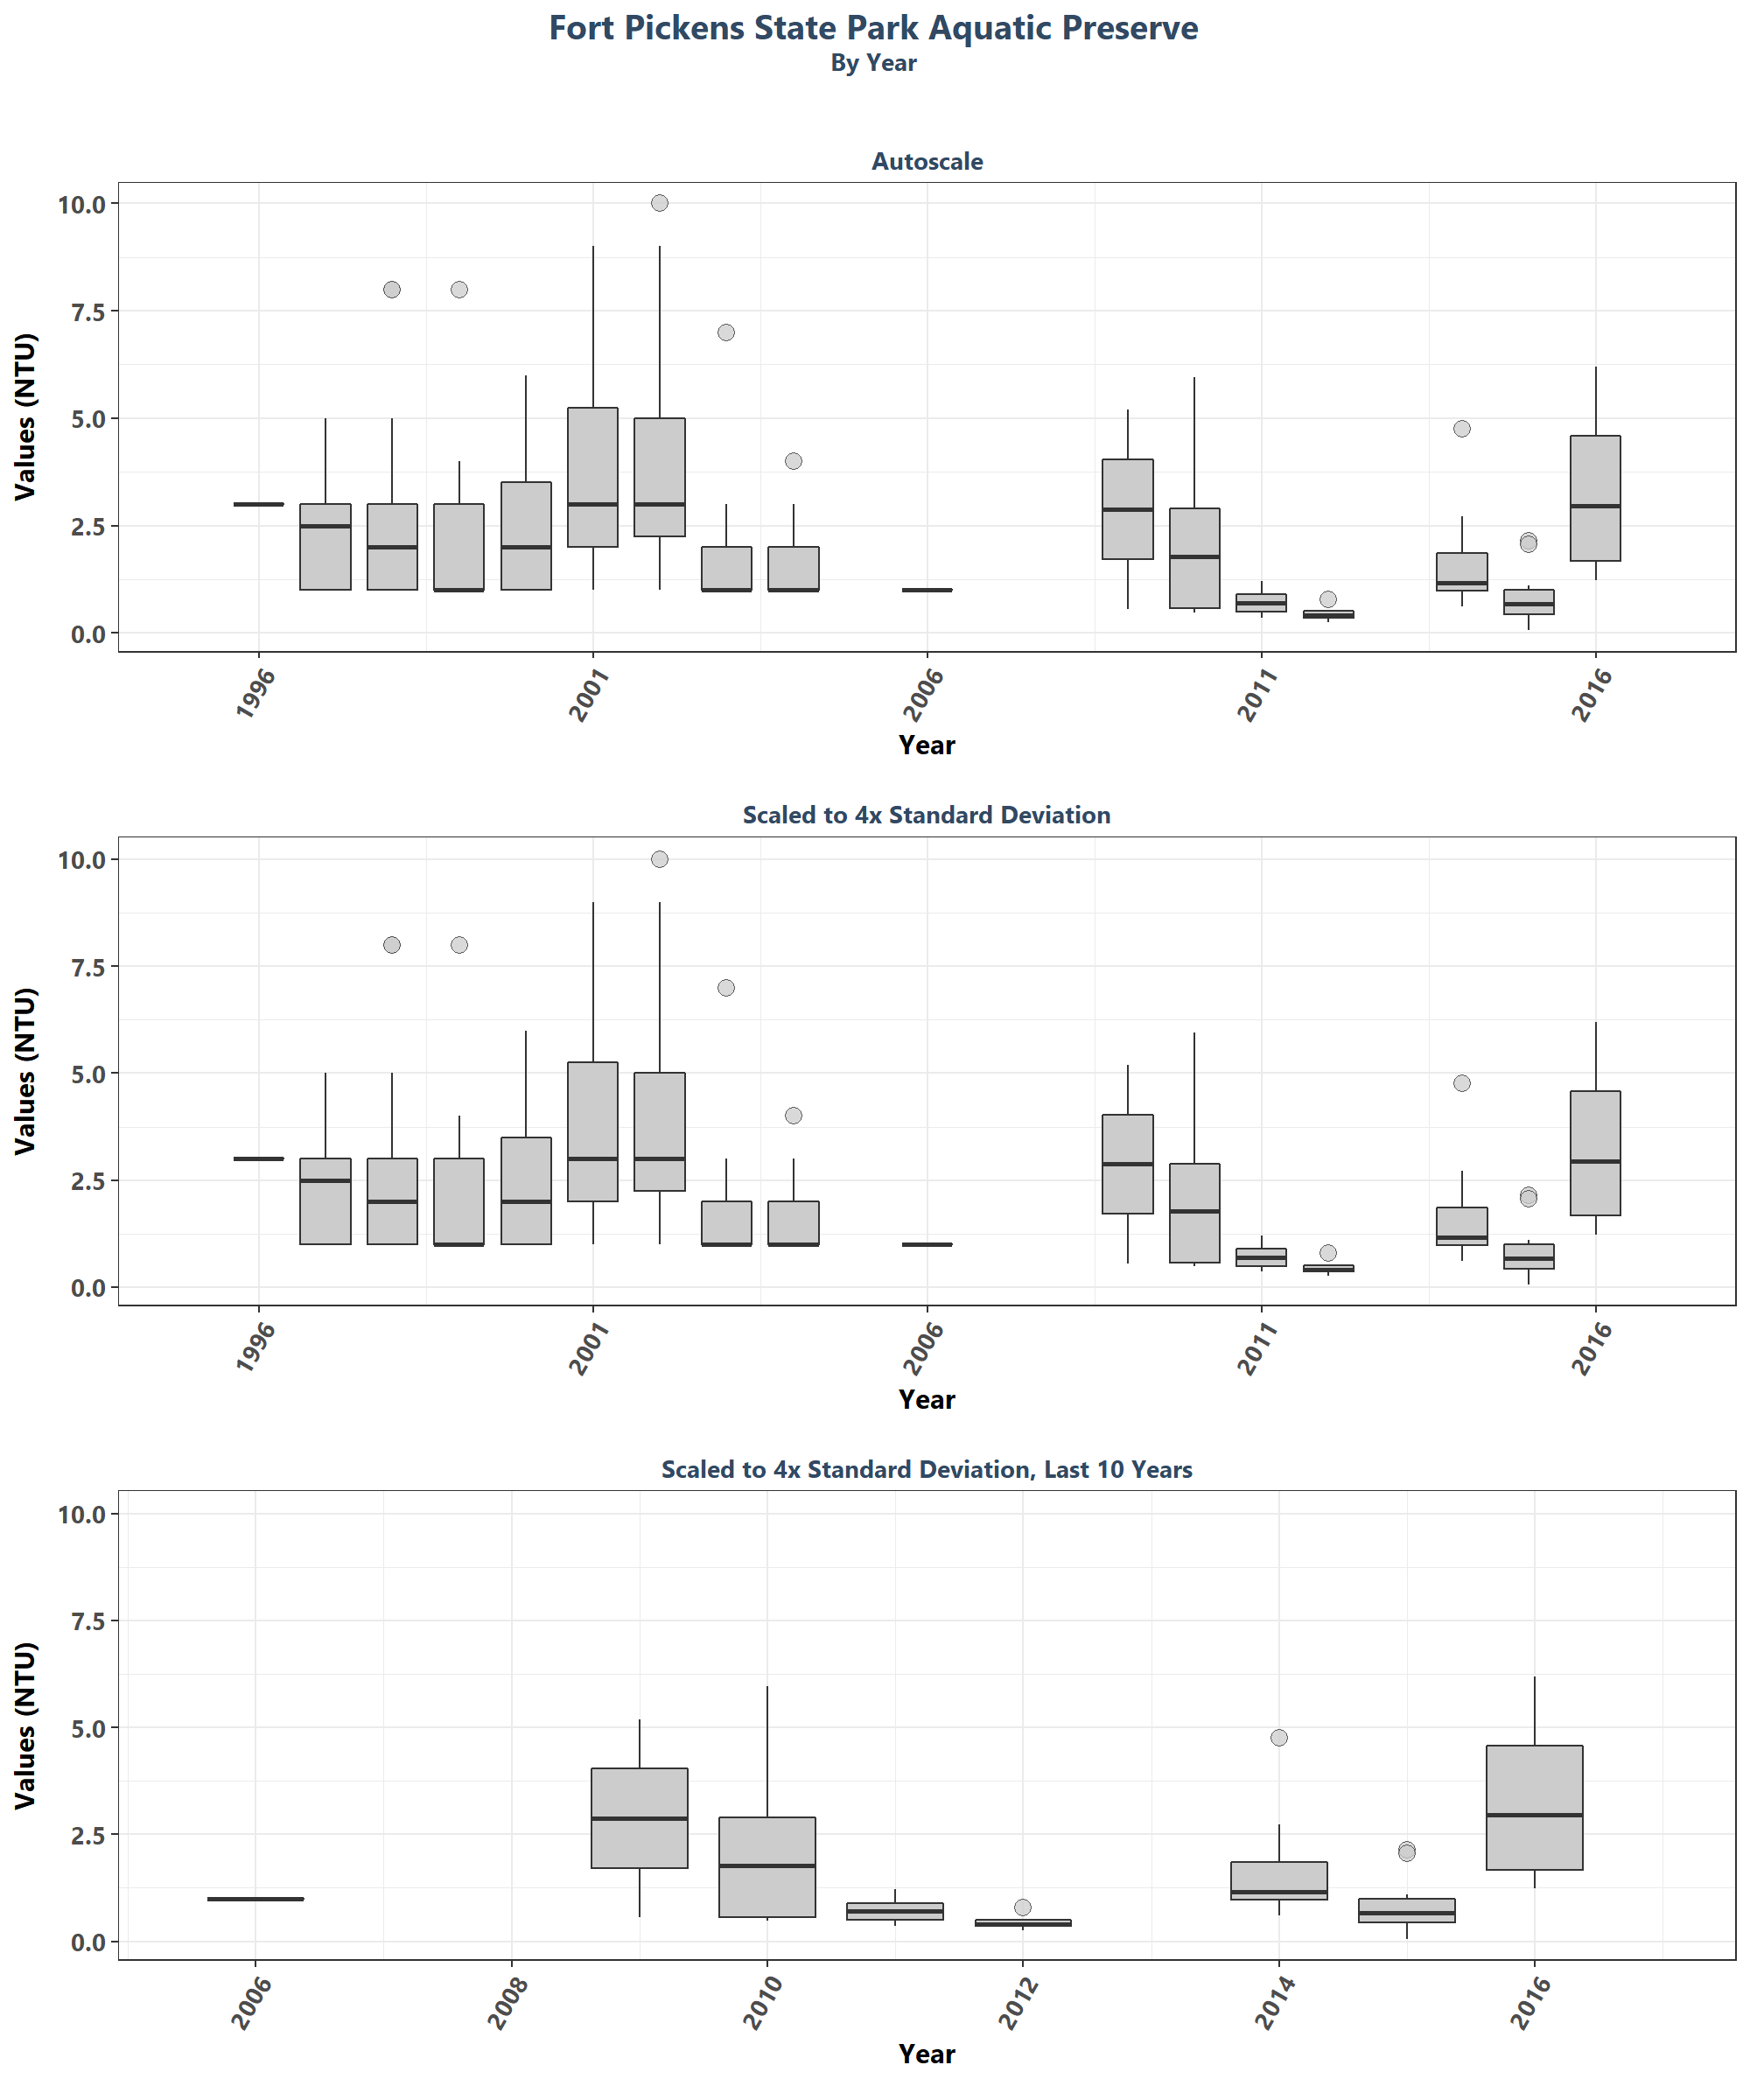 Fort Pickens State Park Aquatic Preserve
By Year
Autoscale
Values (NTU)
10.0
7.5
5.0
2.5
0.0
1996
2001
2006
2011
2016
Year
Scaled to 4x Standard Deviation
Values (NTU)
10.0
7.5
5.0
2.5
0.0
1996
2001
2006
2011
2016
Year
Scaled to 4x Standard Deviation, Last 10 Years
Values (NTU)
10.0
7.5
5.0
2.5
0.0
2006
2008
2010
2012
2014
2016
Year